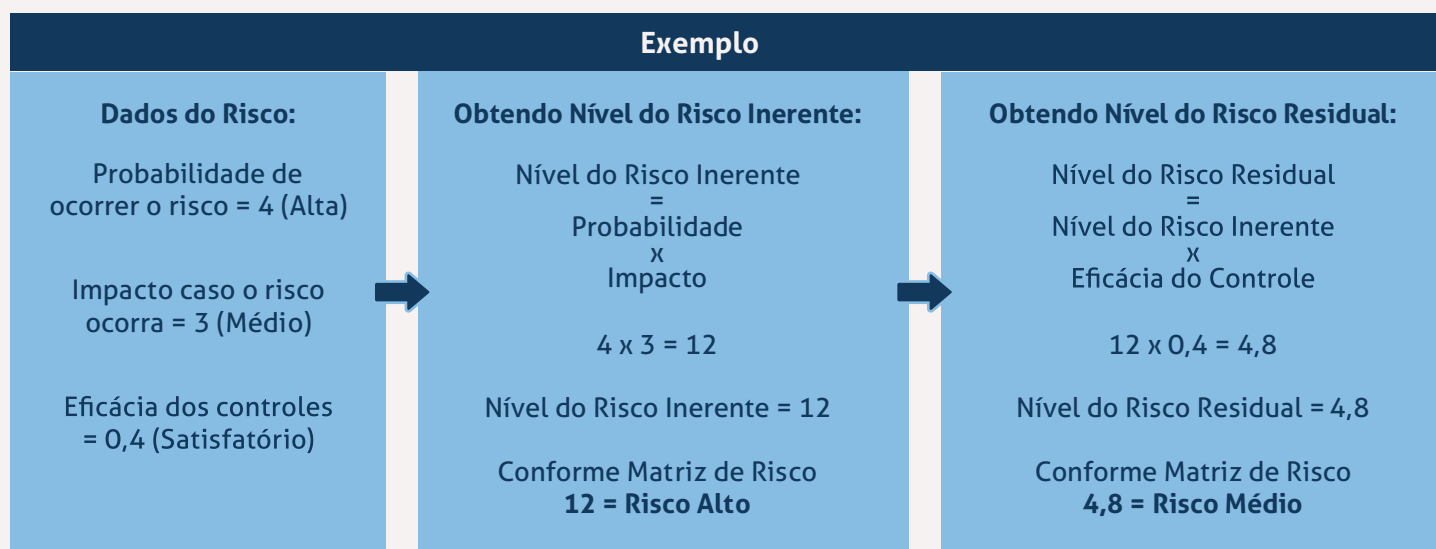 Exemplo
Dados do Risco:
Probabilidade de
ocorrer o risco = 4 (Alta)
Impacto caso o risco
ocorra = 3 (Médio)
Eficácia dos controles
= 0,4 (Satisfatório)
Obtendo Nível do Risco Inerente:
Nível do Risco Inerente
=
Probabilidade
x
Impacto
4 x 3 = 12
Nível do Risco Inerente = 12
Conforme Matriz de Risco
12 = Risco Alto
Obtendo Nível do Risco Residual:
Nível do Risco Residual
=
Nível do Risco Inerente
x
Eficácia do Controle
12 x 0,4 = 4,8
Nível do Risco Residual = 4,8
Conforme Matriz de Risco
4,8 = Risco Médio